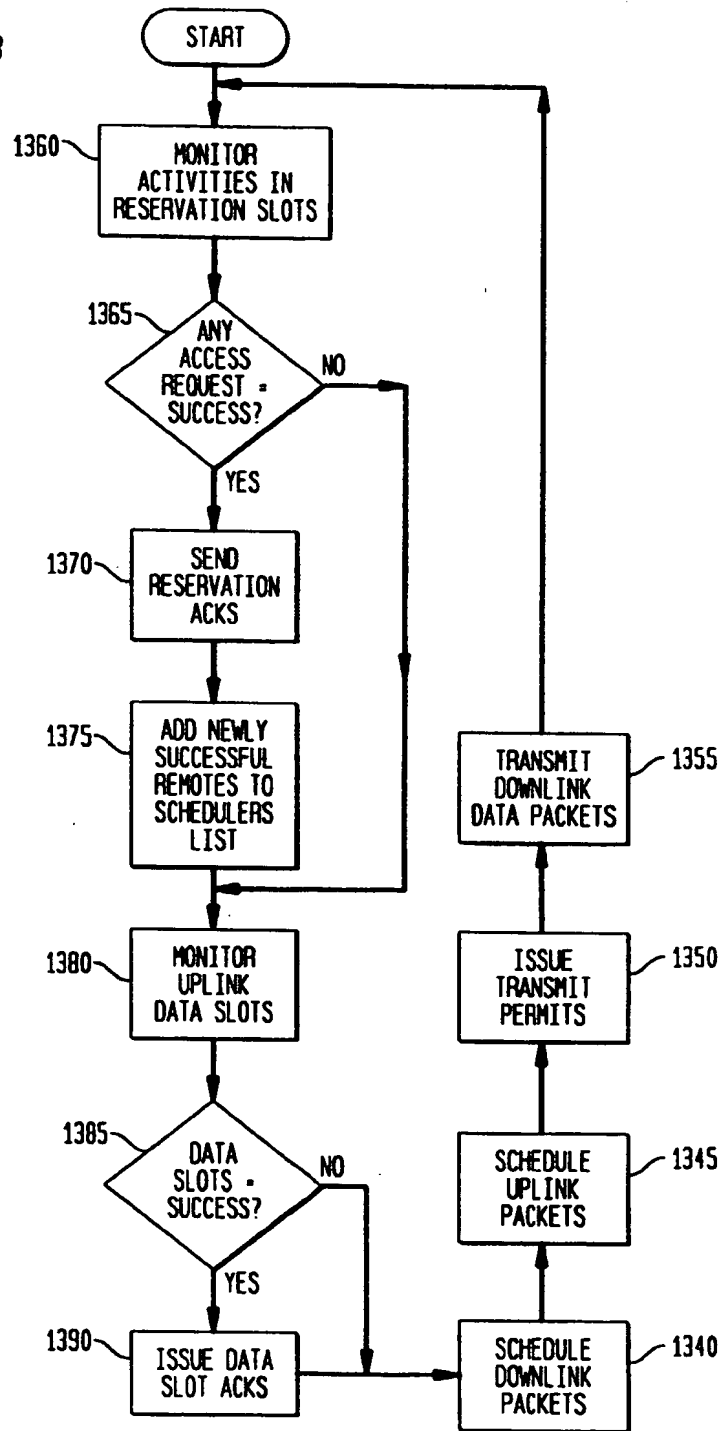 START
1360
MONITOR
ACTIVITIES IN
RESERVATION SLOTS
1365
ANY
ACCESS
REQUEST =
SUCCESS?
NO
YES
1370
SEND
RESERVATION
ACKS
1375
ADD NEWLY
SUCCESSFUL
REMOTES TO
SCHEDULERS
LIST
1380
MONITOR
UPLINK
DATA SLOTS
1385
DATA
SLOTS =
SUCCESS?
NO
YES
1390
ISSUE DATA
SLOT ACKS
SCHEDULE
DOWNLINK
PACKETS
1340
SCHEDULE
UPLINK
PACKETS
1345
ISSUE
TRANSMIT
PERMITS
1350
TRANSMIT
DOWNLINK
DATA PACKETS
1355